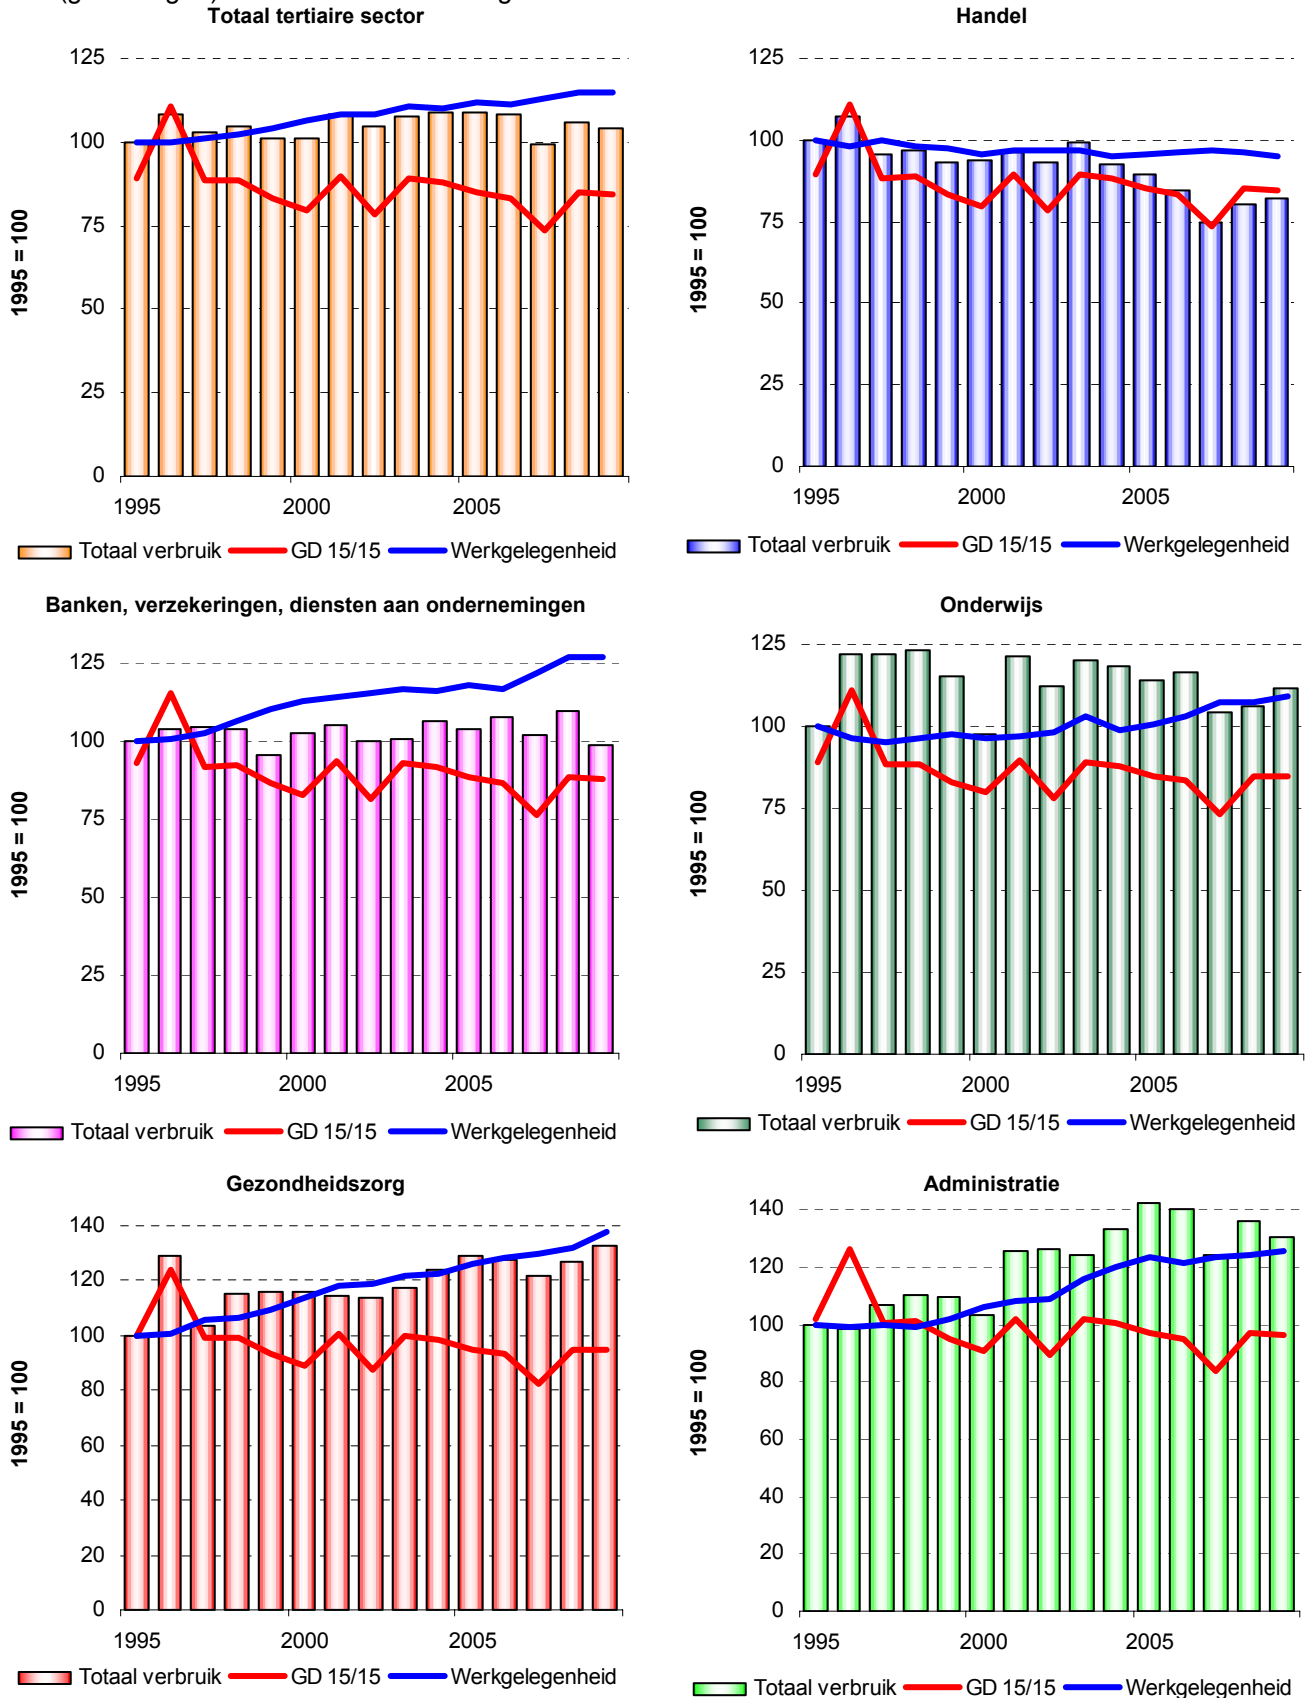 Totaal tertiaire sector
125
100
75
50
25
0
1995 = 100
1995 2000 2005
Totaal verbruik GD 15/15 Werkgelegenheid
Handel
125
100
75
50
25
0
1995 = 100
1995 2000 2005
Totaal verbruik GD 15/15 Werkgelegenheid
Banken, verzekeringen, diensten aan ondernemingen
125
100
75
50
25
0
1995 = 100
1995 2000 2005
Totaal verbruik GD 15/15 Werkgelegenheid
Onderwijs
125
100
75
50
25
0
1995 = 100
1995 2000 2005
Totaal verbruik GD 15/15 Werkgelegenheid
Gezondheidszorg
140
120
100
80
60
40
20
0
1995 = 100
1995 2000 2005
Totaal verbruik GD 15/15 Werkgelegenheid
Administratie
140
120
100
80
60
40
20
0
1995 = 100
1995 2000 2005
Totaal verbruik GD 15/15 Werkgelegenheid